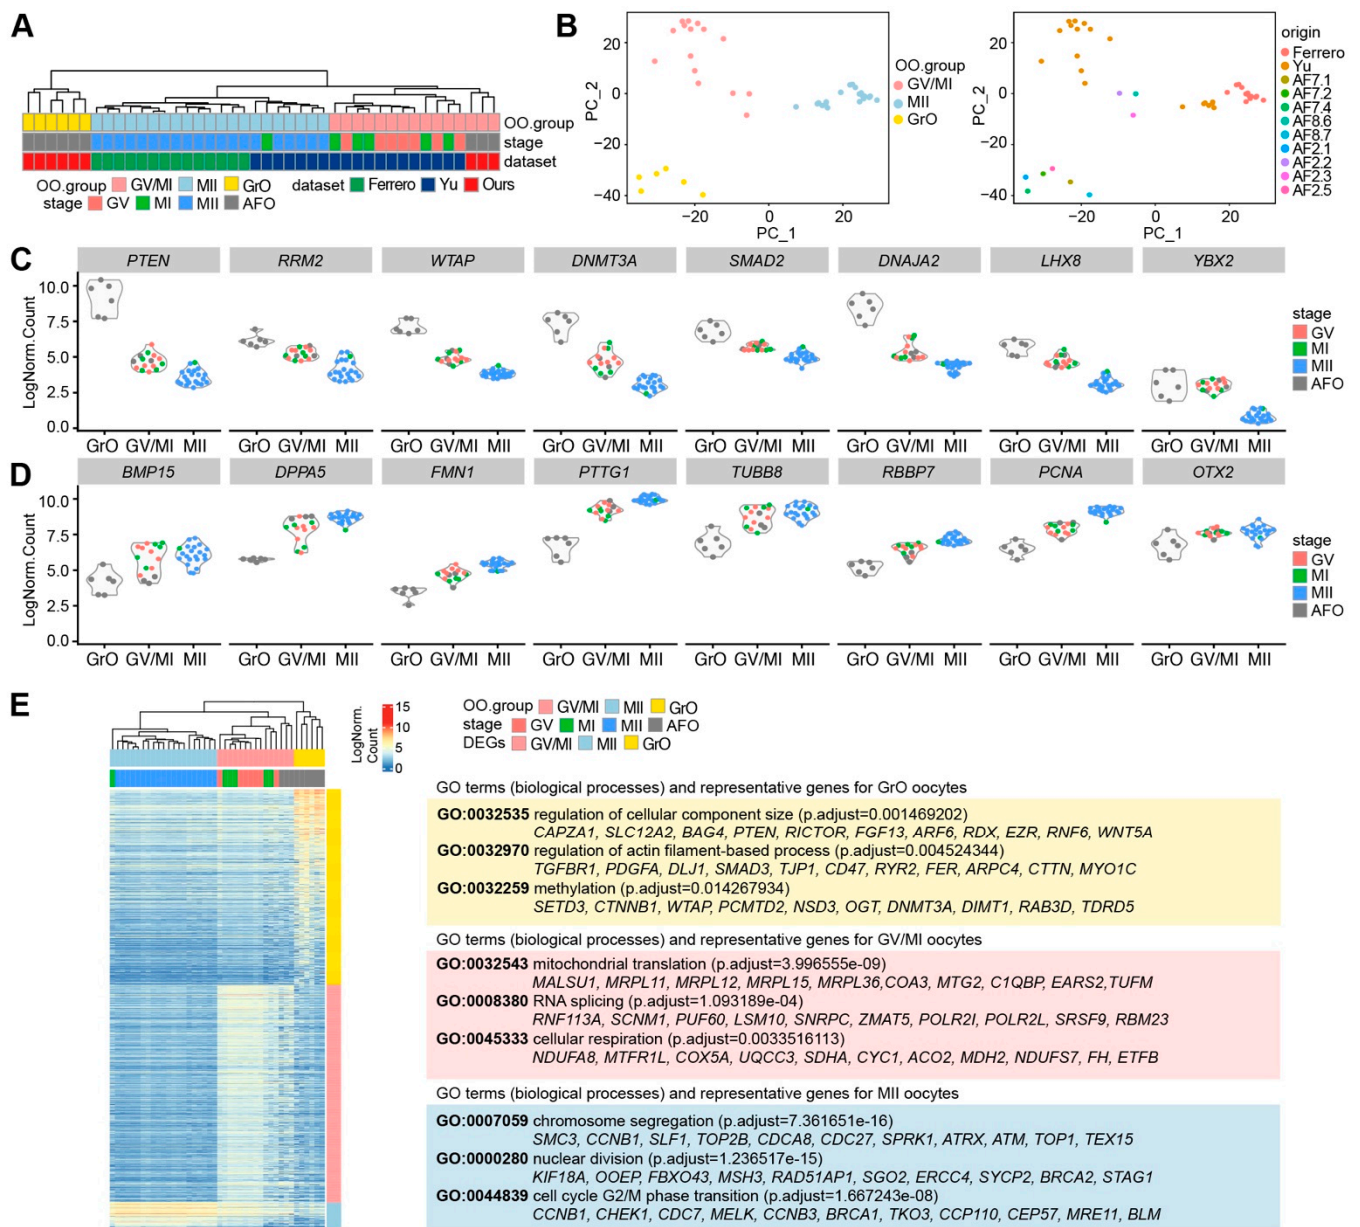 A
OO.group
stage
dataset
OO.group GV/MI MII GrO dataset Ferrero Yu Ours
stage GV MI MII AFO
B
PC_2
20
0
−20
−40
−20 0 20
PC_1
OO.group
GV/MI
MII
GrO
PC_2
20
0
−20
−40
−20 0 20
PC_1
origin
Ferrero
Yu
AF7.1
AF7.2
AF7.4
AF8.6
AF8.7
AF2.1
AF2.2
AF2.3
AF2.5
C
PTEN RRM2 WTAP DNMT3A SMAD2 DNAJA2 LHX8 YBX2
LogNorm.Count
10.0
7.5
5.0
2.5
0.0
GrO GV/MI MII GrO GV/MI MII GrO GV/MI MII GrO GV/MI MII GrO GV/MI MII GrO GV/MI MII GrO GV/MI MII GrO GV/MI MII
stage
GV
MI
MII
AFO
D
BMP15 DPPA5 FMN1 PTTG1 TUBB8 RBBP7 PCNA OTX2
LogNorm.Count
10.0
7.5
5.0
2.5
0.0
GrO GV/MI MII GrO GV/MI MII GrO GV/MI MII GrO GV/MI MII GrO GV/MI MII GrO GV/MI MII GrO GV/MI MII GrO GV/MI MII
stage
GV
MI
MII
AFO
E
LogNorm.
Count
15
10
5
0
OO.group GV/MI MII GrO
stage GV MI MII AFO
DEGs GV/MI MII GrO
GO terms (biological processes) and representative genes for GrO oocytes
GO:0032535 regulation of cellular component size (p.adjust=0.001469202)
CAPZA1, SLC12A2, BAG4, PTEN, RICTOR, FGF13, ARF6, RDX, EZR, RNF6, WNT5A
GO:0032970 regulation of actin filament-based process (p.adjust=0.004524344)
TGFBR1, PDGFA, DLJ1, SMAD3, TJP1, CD47, RYR2, FER, ARPC4, CTTN, MYO1C
GO:0032259 methylation (p.adjust=0.014267934)
SETD3, CTNNB1, WTAP, PCMTD2, NSD3, OGT, DNMT3A, DIMT1, RAB3D, TDRD5
GO terms (biological processes) and representative genes for GV/MI oocytes
GO:0032543 mitochondrial translation (p.adjust=3.996555e-09)
MALSU1, MRPL11, MRPL12, MRPL15, MRPL36,COA3, MTG2, C1QBP, EARS2,TUFM
GO:0008380 RNA splicing (p.adjust=1.093189e-04)
RNF113A, SCNM1, PUF60, LSM10, SNRPC, ZMAT5, POLR2I, POLR2L, SRSF9, RBM23
GO:0045333 cellular respiration (p.adjust=0.0033516113)
NDUFA8, MTFR1L, COX5A, UQCC3, SDHA, CYC1, ACO2, MDH2, NDUFS7, FH, ETFB
GO terms (biological processes) and representative genes for MII oocytes
GO:0007059 chromosome segregation (p.adjust=7.361651e-16)
SMC3, CCNB1, SLF1, TOP2B, CDCA8, CDC27, SPRK1, ATRX, ATM, TOP1, TEX15
GO:0000280 nuclear division (p.adjust=1.236517e-15)
KIF18A, OOEP, FBXO43, MSH3, RAD51AP1, SGO2, ERCC4, SYCP2, BRCA2, STAG1
GO:0044839 cell cycle G2/M phase transition (p.adjust=1.667243e-08)
CCNB1, CHEK1, CDC7, MELK, CCNB3, BRCA1, TKO3, CCP110, CEP57, MRE11, BLM